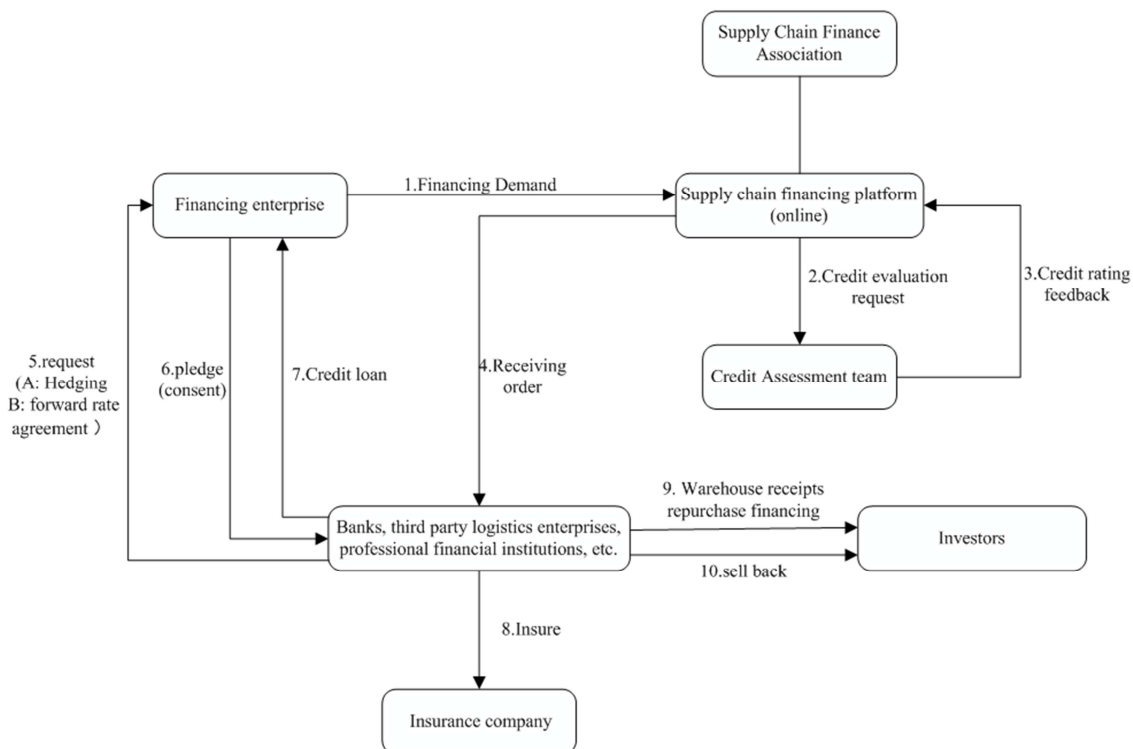 Supply Chain Finance
Association
1.Financing Demand
Financing enterprise
Supply chain financing platform
(online)
2.Credit evaluation
request
3.Credit rating
feedback
5.request
(A: Hedging
B: forward rate
agreement )
6.pledge
(consent)
7.Credit loan
4.Receiving
order
Credit Assessment team
9. Warehouse receipts
repurchase financing
Banks, third party logistics enterprises,
professional financial institutions, etc.
Investors
10.sell back
8.Insure
Insurance company